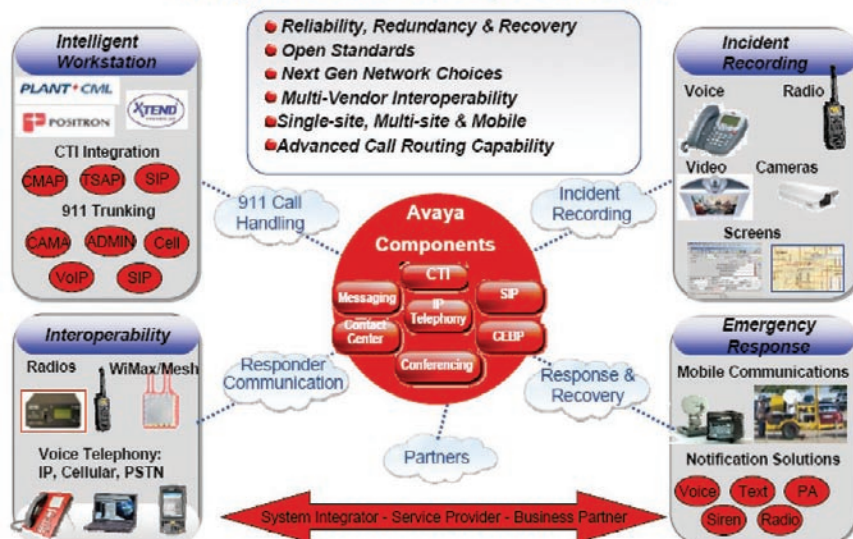 Intelligent
Workstation
PLANT CML
XTEND
POSITRON
CTI Integration
CMAPI TSAPI SIP
911 Trunking
CAMA ADMIN Cell
VoIP SIP
Reliability, Redundancy & Recovery
Open Standards
Next Gen Network Choices
Multi-Vendor Interoperability
Single-site, Multi-site & Mobile
Advanced Call Routing Capability
Incident
Recording
Voice Radio
Video Cameras
Screens
911 Call
Handling
Incident
Recording
Avaya
Components
CTI
Messaging
IP
Telephony
SIP
Contact
Center
CEBP
Conferencing
Responder
Communication
Response &
Recovery
Partners
Interoperability
Radios WiMax/Mesh
Voice Telephony:
IP, Cellular, PSTN
Emergency
Response
Mobile Communications
Notification Solutions
Voice Text PA
Siren Radio
System Integrator - Service Provider - Business Partner